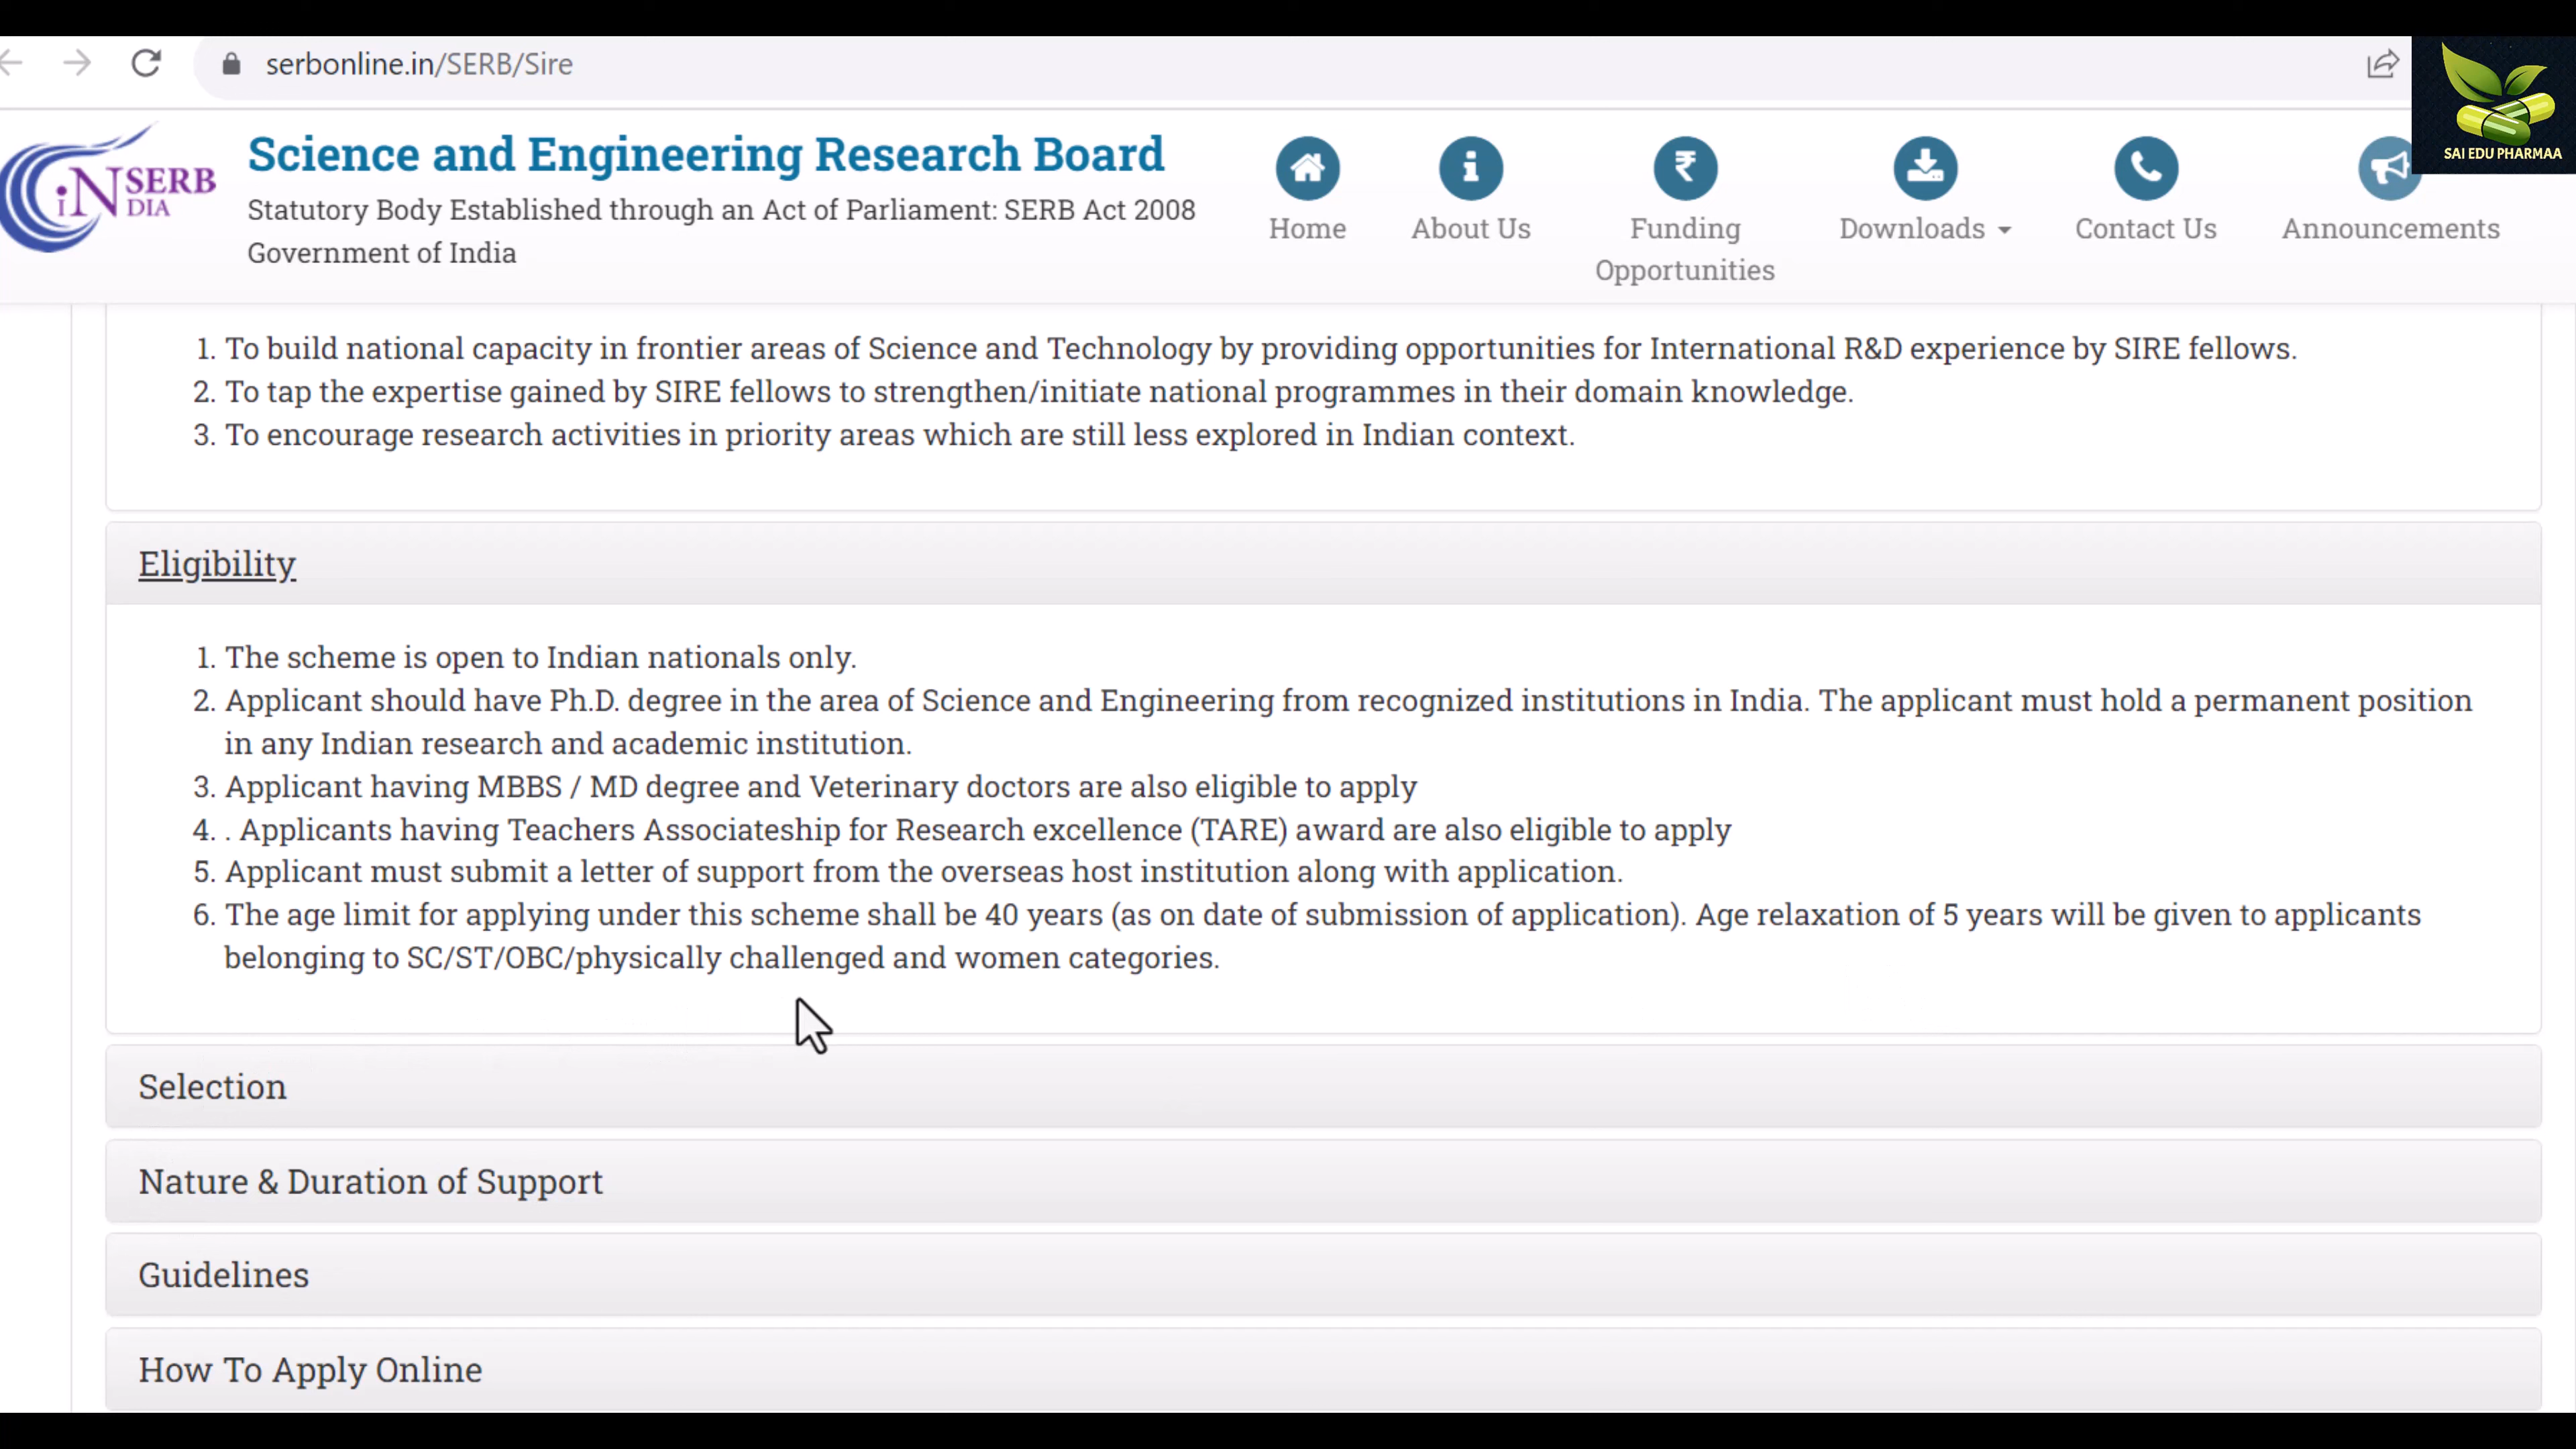 serbonline.in/SERB/Sire
SAI EDU PHARMAA
iN SERB
DIA
Science and Engineering Research Board
Statutory Body Established through an Act of Parliament: SERB Act 2008
Government of India
Home
About Us
Funding
Opportunities
Downloads
Contact Us
Announcements
1. To build national capacity in frontier areas of Science and Technology by providing opportunities for International R&D experience by SIRE fellows.
2. To tap the expertise gained by SIRE fellows to strengthen/initiate national programmes in their domain knowledge.
3. To encourage research activities in priority areas which are still less explored in Indian context.
Eligibility
1. The scheme is open to Indian nationals only.
2. Applicant should have Ph.D. degree in the area of Science and Engineering from recognized institutions in India. The applicant must hold a permanent position
in any Indian research and academic institution.
3. Applicant having MBBS / MD degree and Veterinary doctors are also eligible to apply
4. . Applicants having Teachers Associateship for Research excellence (TARE) award are also eligible to apply
5. Applicant must submit a letter of support from the overseas host institution along with application.
6. The age limit for applying under this scheme shall be 40 years (as on date of submission of application). Age relaxation of 5 years will be given to applicants
belonging to SC/ST/OBC/physically challenged and women categories.
Selection
Nature & Duration of Support
Guidelines
How To Apply Online